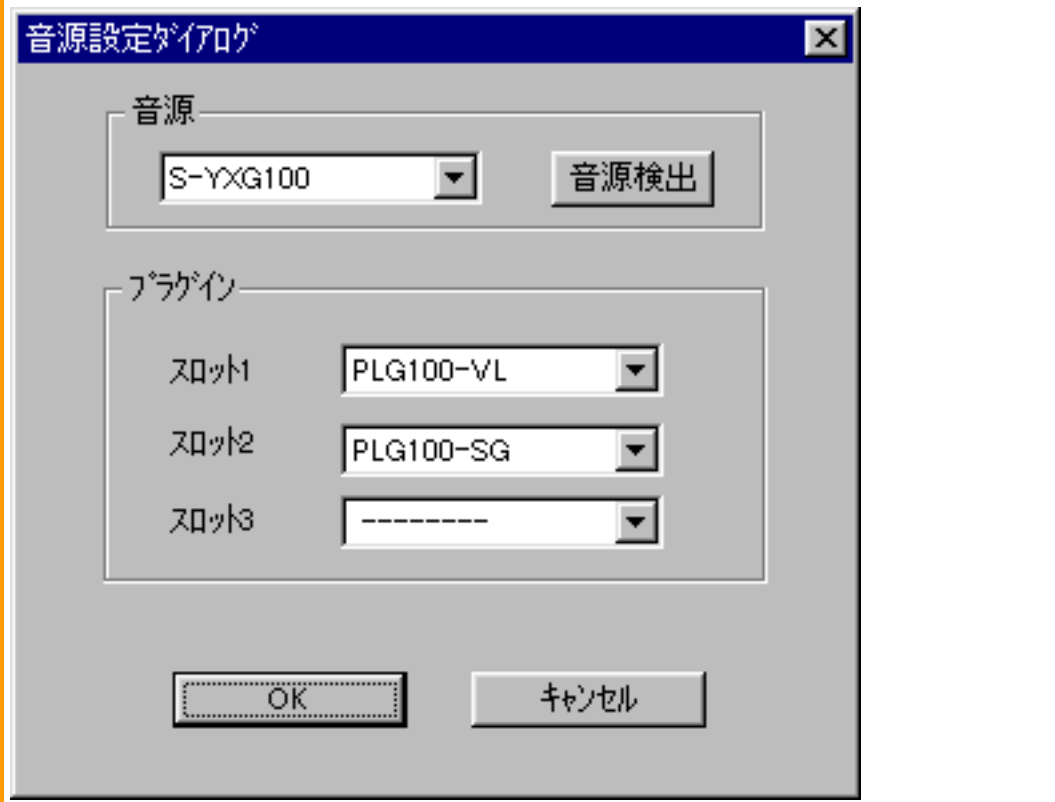 音源設定ﾀﾞｲｱﾛｸﾞ
音源
S-YXG100
音源検出
ﾌﾟﾗｸﾞｲﾝ
ｽﾛｯﾄ1
PLG100-VL
ｽﾛｯﾄ2
PLG100-SG
ｽﾛｯﾄ3
--------
OK
ｷｬﾝｾﾙ